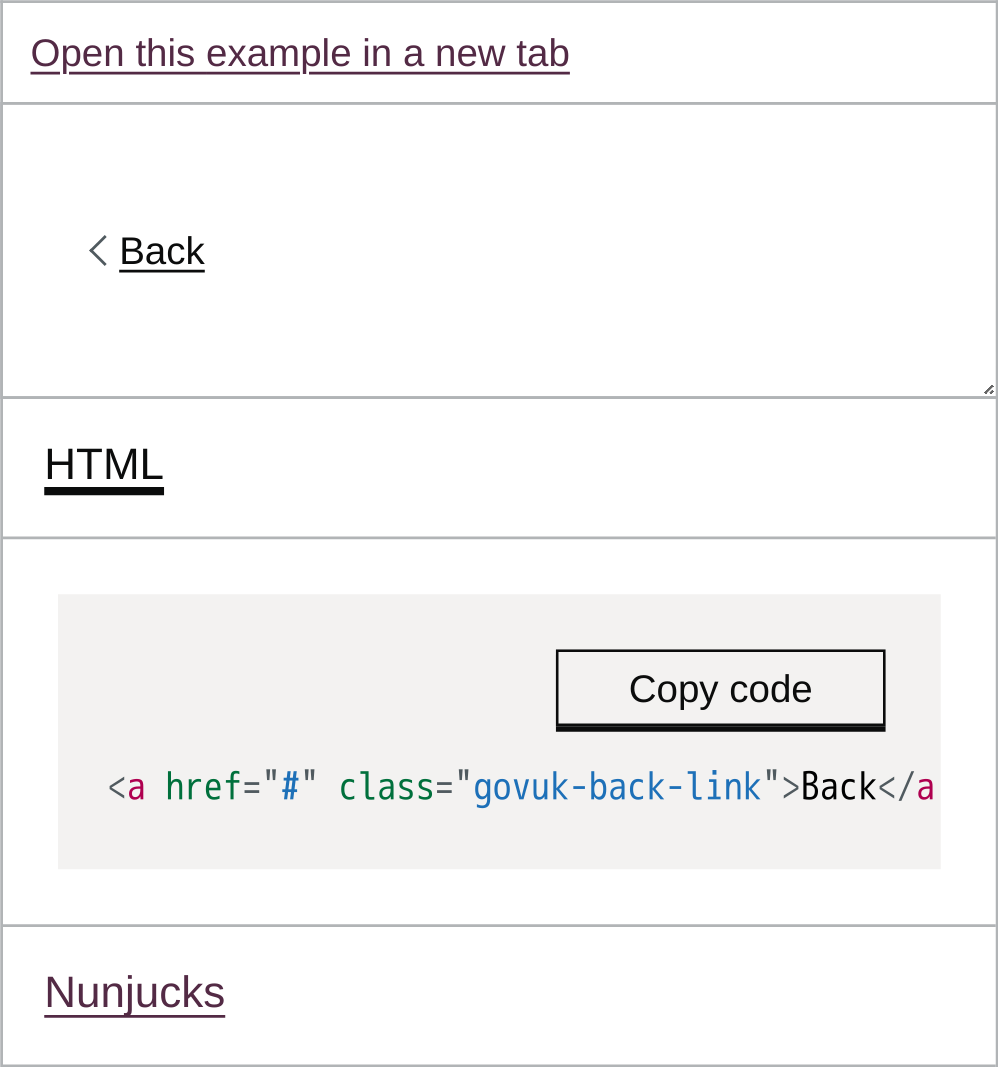 Open this example in a new tab
Back
HTML
Copy code
<a href="#" class="govuk-back-link">Back</a
Nunjucks